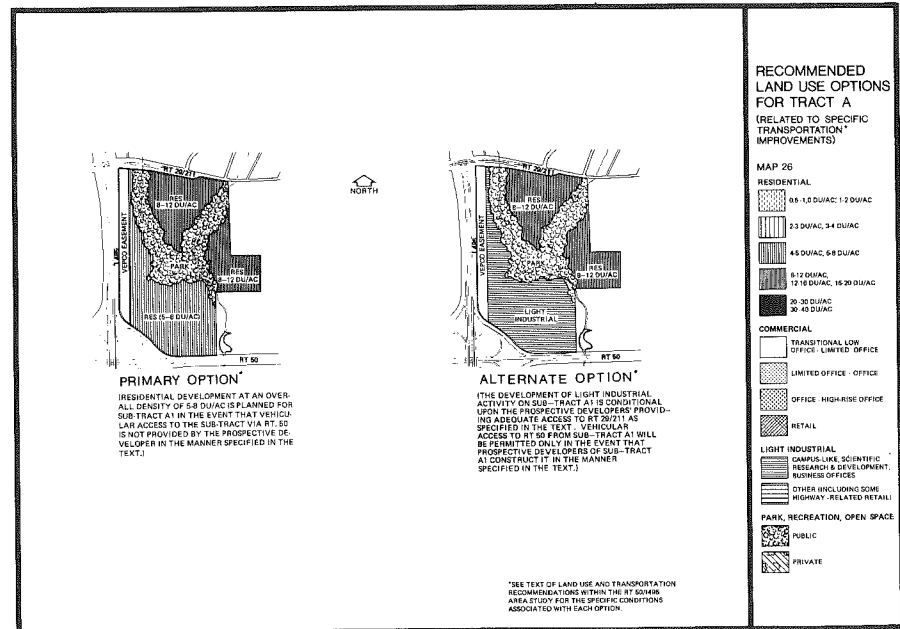 RT 29/211
RES
8-12 DU/AC
VEPCO EASEMENT
I-495
PARK
RES
8-12 DU/AC
RES (5-8 DU/AC)
RT 50
PRIMARY OPTION*
(RESIDENTIAL DEVELOPMENT AT AN OVER-
ALL DENSITY OF 5-8 DU/AC IS PLANNED FOR
SUB-TRACT A1 IN THE EVENT THAT VEHICU-
LAR ACCESS TO THE SUB-TRACT VIA RT. 50
IS NOT PROVIDED BY THE PROSPECTIVE DE-
VELOPER IN THE MANNER SPECIFIED IN THE
TEXT.)
NORTH
RT 29/211
RES
8-12 DU/AC
VEPCO EASEMENT
I-495
PARK
RES
8-12 DU/AC
LIGHT
INDUSTRIAL
RT 50
ALTERNATE OPTION*
(THE DEVELOPMENT OF LIGHT INDUSTRIAL
ACTIVITY ON SUB-TRACT A1 IS CONDITIONAL
UPON THE PROSPECTIVE DEVELOPERS' PROVID-
ING ADEQUATE ACCESS TO RT 29/211 AS
SPECIFIED IN THE TEXT. VEHICULAR
ACCESS TO RT 50 FROM SUB-TRACT A1 WILL
BE PERMITTED ONLY IN THE EVENT THAT
PROSPECTIVE DEVELOPERS OF SUB-TRACT
A1 CONSTRUCT IT IN THE MANNER
SPECIFIED IN THE TEXT.)
*SEE TEXT OF LAND USE AND TRANSPORTATION
RECOMMENDATIONS WITHIN THE RT 50/I495
AREA STUDY FOR THE SPECIFIC CONDITIONS
ASSOCIATED WITH EACH OPTION.
RECOMMENDED
LAND USE OPTIONS
FOR TRACT A
(RELATED TO SPECIFIC
TRANSPORTATION*
IMPROVEMENTS)
MAP 26
RESIDENTIAL
0.5-1.0 DU/AC, 1-2 DU/AC
2-3 DU/AC, 3-4 DU/AC
4-5 DU/AC, 5-8 DU/AC
8-12 DU/AC,
12-16 DU/AC, 16-20 DU/AC
20-30 DU/AC
30-40 DU/AC
COMMERCIAL
TRANSITIONAL LOW
OFFICE - LIMITED OFFICE
LIMITED OFFICE - OFFICE
OFFICE - HIGH-RISE OFFICE
RETAIL
LIGHT INDUSTRIAL
CAMPUS-LIKE, SCIENTIFIC
RESEARCH & DEVELOPMENT,
BUSINESS OFFICES
OTHER (INCLUDING SOME
HIGHWAY-RELATED RETAIL)
PARK, RECREATION, OPEN SPACE
PUBLIC
PRIVATE